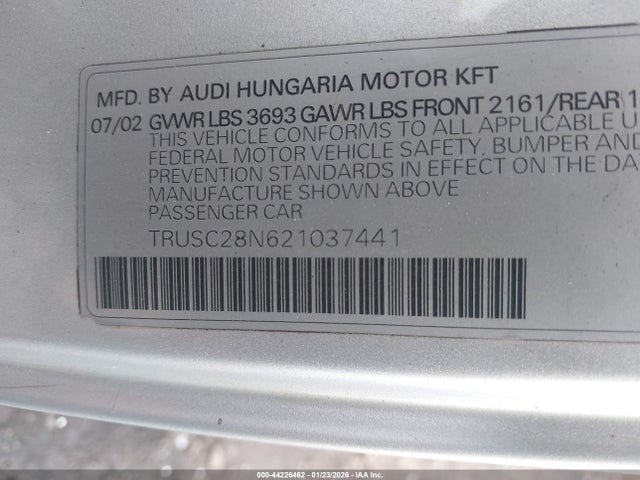 MFD. BY AUDI HUNGARIA MOTOR KFT
07/02 GVWR LBS 3693 GAWR LBS FRONT 2161/REAR 1
THIS VEHICLE CONFORMS TO ALL APPLICABLE U
FEDERAL MOTOR VEHICLE SAFETY, BUMPER AND
PREVENTION STANDARDS IN EFFECT ON THE DA
MANUFACTURE SHOWN ABOVE
PASSENGER CAR
TRUSC28N621037441
000-44226462 - 01/23/2026 - IAA Inc.